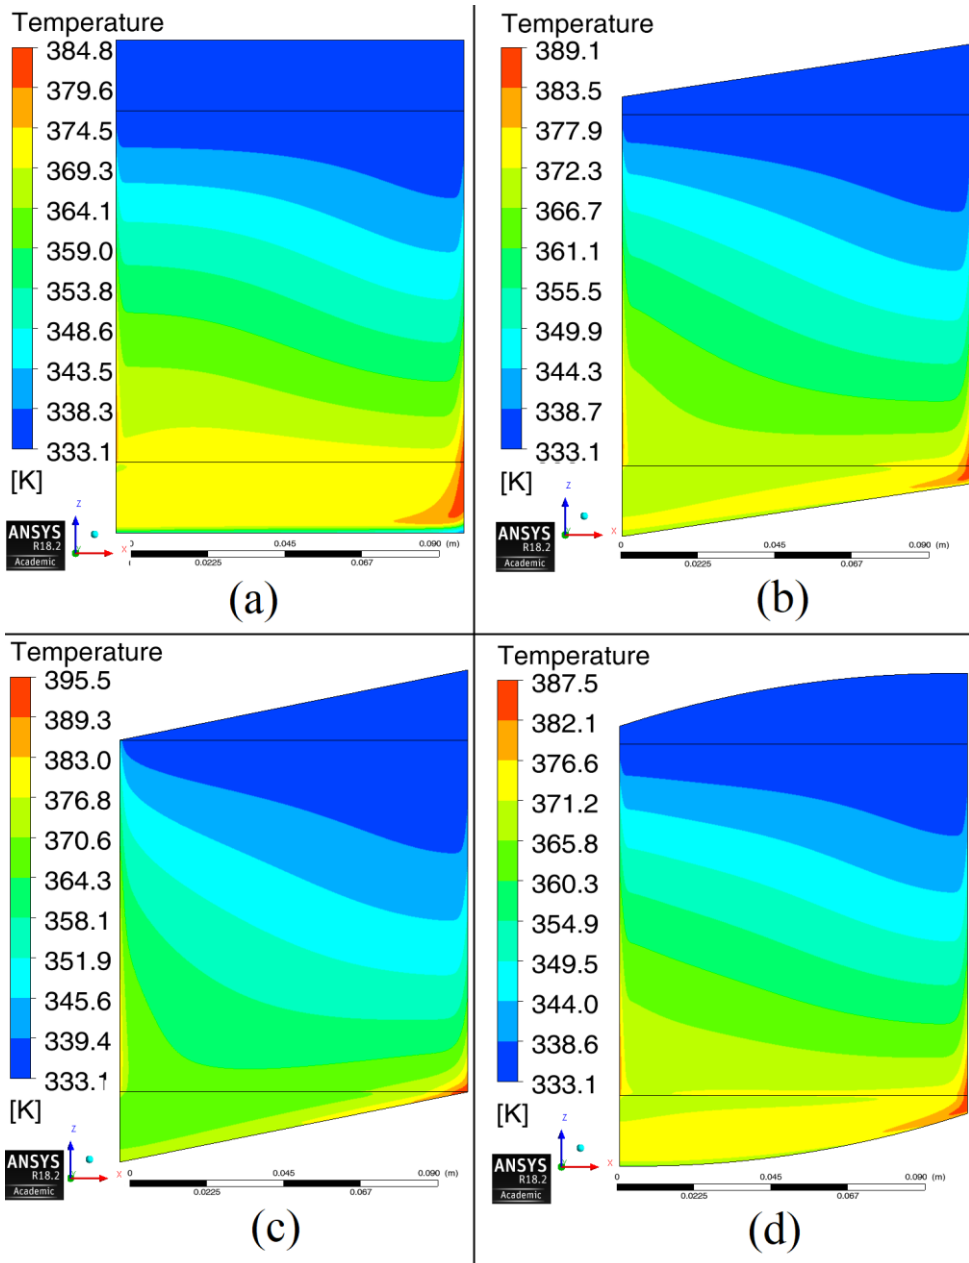 Temperature
384.8
379.6
374.5
369.3
364.1
359.0
353.8
348.6
343.5
338.3
333.1
[K]
Z
Y
X
ANSYS
R18.2
Academic
0.045
0.090 (m)
0.0225
0.067
(a)
Temperature
389.1
383.5
377.9
372.3
366.7
361.1
355.5
349.9
344.3
338.7
333.1
[K]
Z
Y
X
ANSYS
R18.2
Academic
0
0.045
0.090 (m)
0.0225
0.067
(b)
Temperature
395.5
389.3
383.0
376.8
370.6
364.3
358.1
351.9
345.6
339.4
333.1
[K]
Z
Y
X
ANSYS
R18.2
Academic
0
0.045
0.090 (m)
0.0225
0.067
(c)
Temperature
387.5
382.1
376.6
371.2
365.8
360.3
354.9
349.5
344.0
338.6
333.1
[K]
Z
Y
X
ANSYS
R18.2
Academic
0
0.045
0.090 (m)
0.0225
0.067
(d)